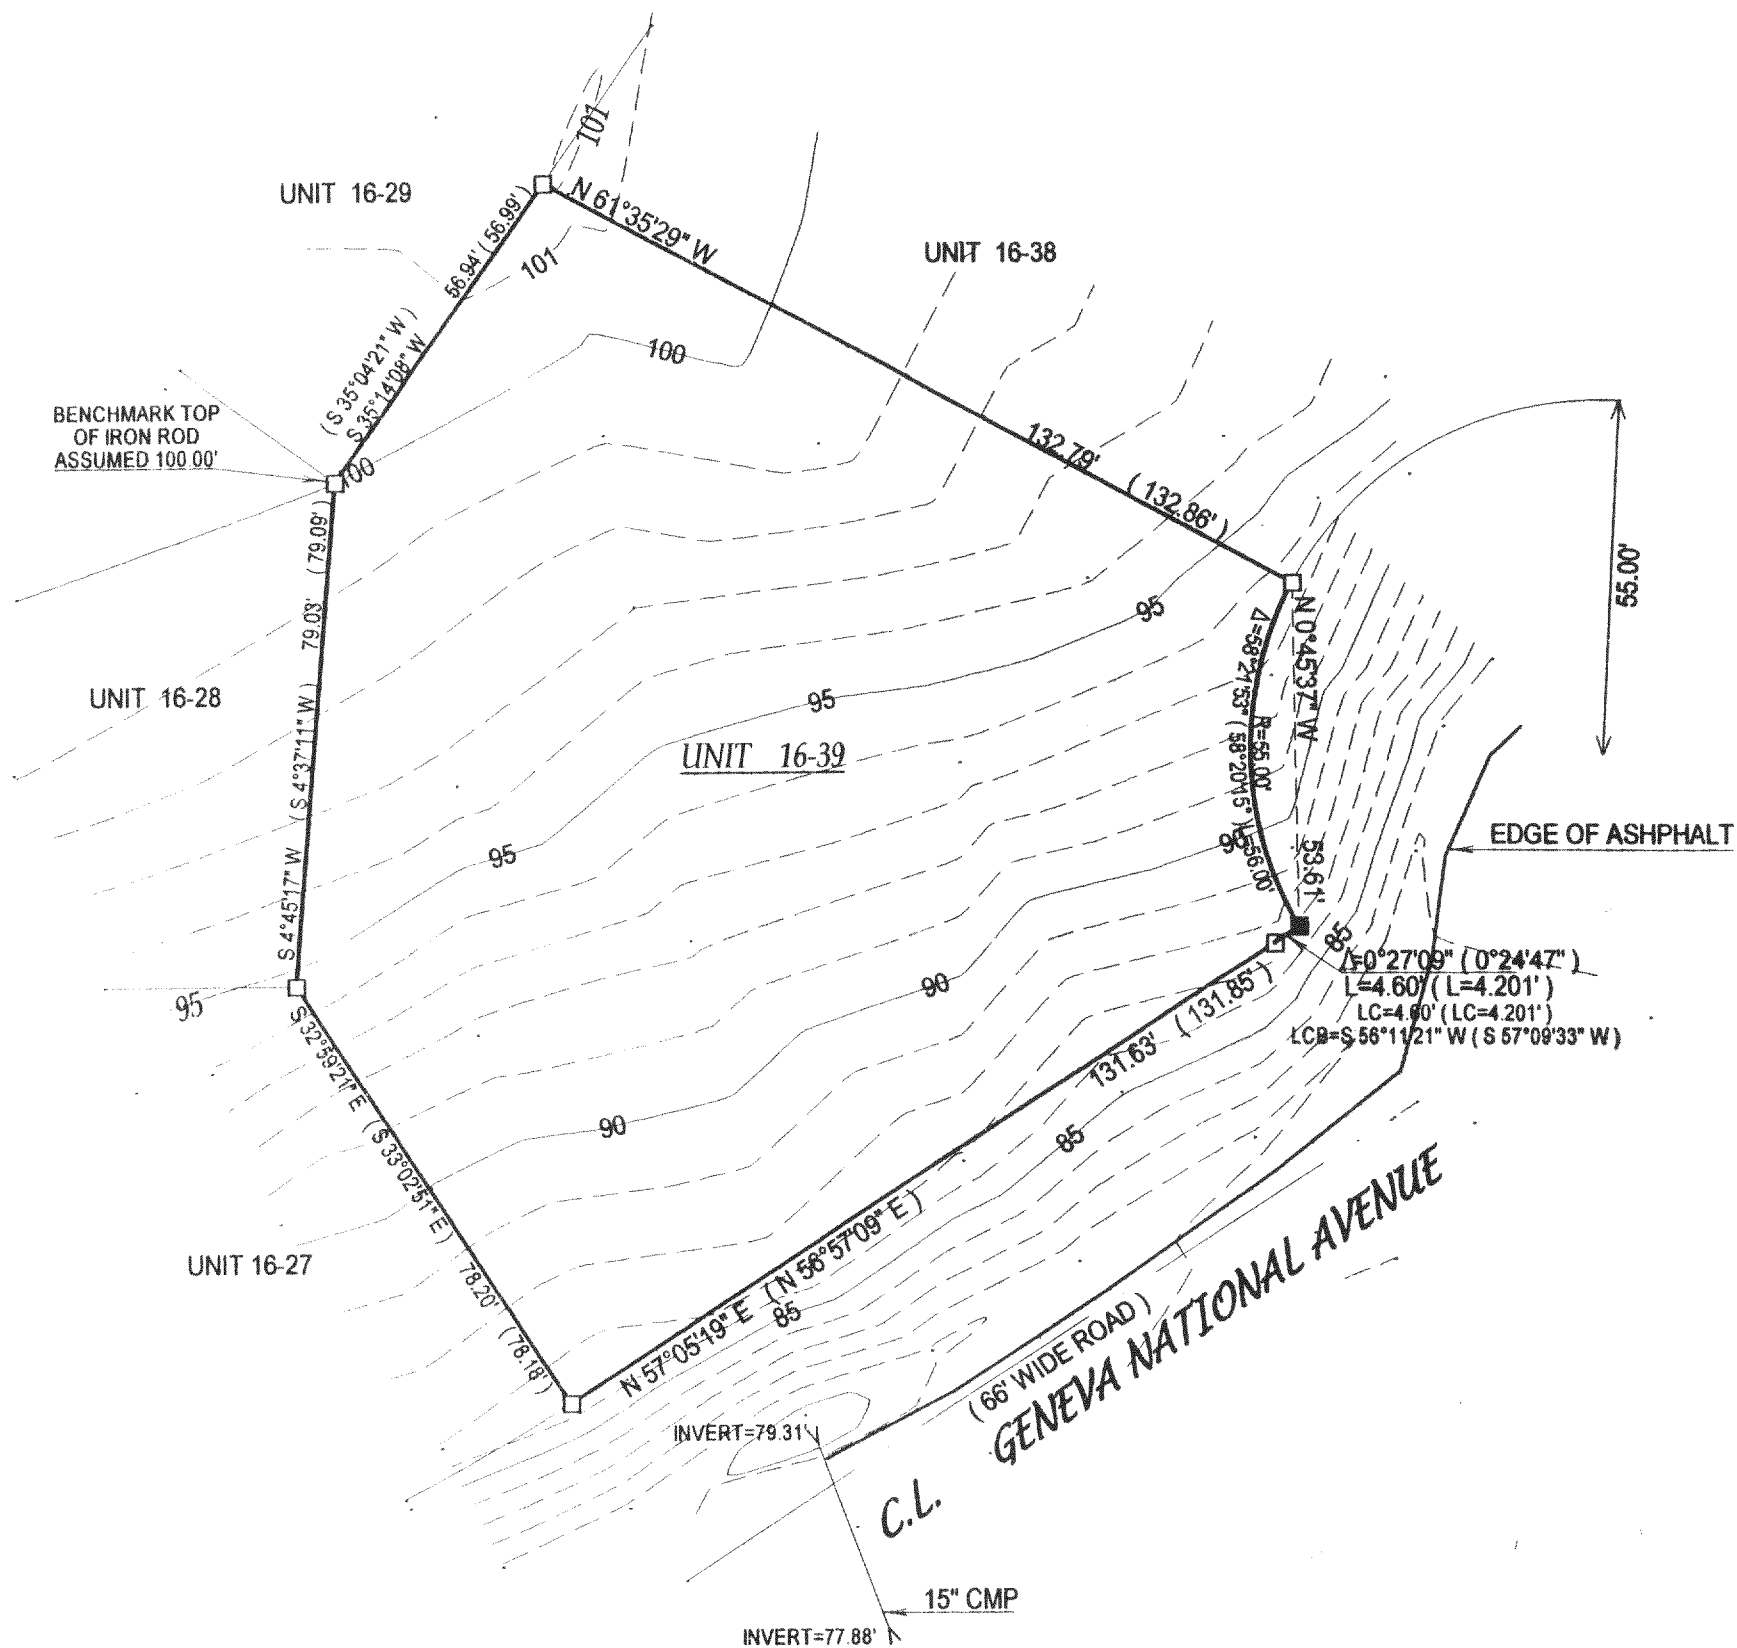 101
UNIT 16-29
56.94' ( 56.99' )
N 61°35'29" W
101
UNIT 16-38
( S 35°04'21" W )
S 35°14'08" W
100
BENCHMARK TOP
OF IRON ROD
ASSUMED 100.00'
100
132.79'
( 132.86' )
55.00'
( 79.09' )
79.03'
( S 4°37'11" W )
S 4°45'17" W
95
N 0°45'37" W
53.61'
Δ=58°21'53" ( 58°20'15" ) L=56.00'
R=55.00'
UNIT 16-28
95
UNIT 16-39
95
95
EDGE OF ASHPHALT
85
Δ=0°27'09" ( 0°24'47" )
L=4.60' ( L=4.201' )
LC=4.60' ( LC=4.201' )
LCB=S 56°11'21" W ( S 57°09'33" W )
90
95
131.63' ( 131.85' )
S 32°59'21" E
( S 33°02'51" E )
78.20'
( 78.18' )
90
85
UNIT 16-27
N 57°05'19" E ( N 56°57'09" E )
85
( 66' WIDE ROAD )
C.L. GENEVA NATIONAL AVENUE
INVERT=79.31'
15" CMP
INVERT=77.88'